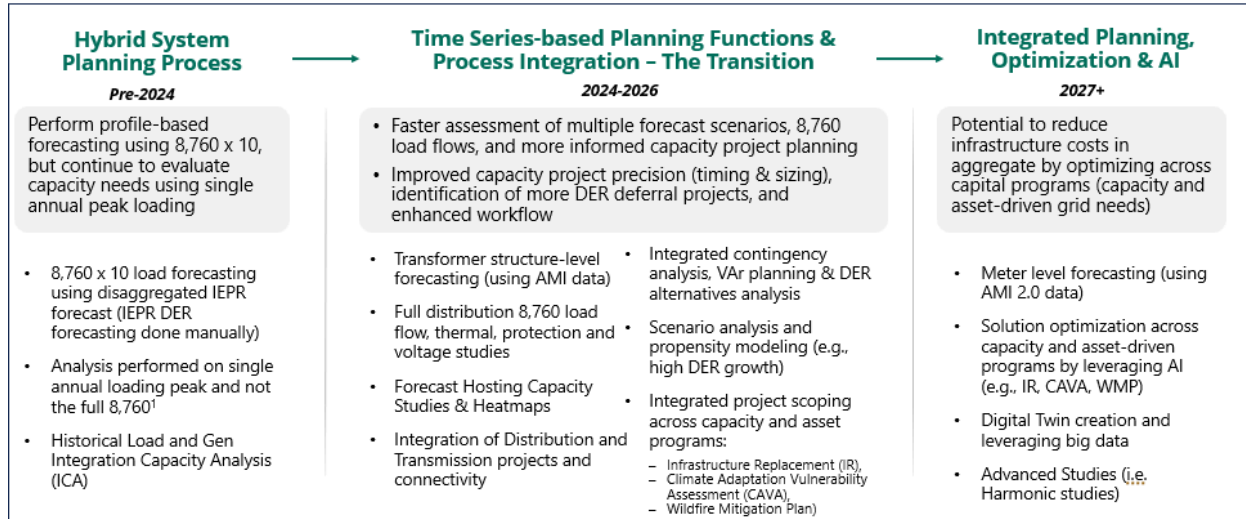 Hybrid System
Planning Process
Pre-2024
Perform profile-based
forecasting using 8,760 x 10,
but continue to evaluate
capacity needs using single
annual peak loading
• 8,760 x 10 load forecasting
using disaggregated IEPR
forecast (IEPR DER
forecasting done manually)
• Analysis performed on single
annual loading peak and not
the full 8,760¹
• Historical Load and Gen
Integration Capacity Analysis
(ICA)
Time Series-based Planning Functions &
Process Integration – The Transition
2024-2026
• Faster assessment of multiple forecast scenarios, 8,760
load flows, and more informed capacity project planning
• Improved capacity project precision (timing & sizing),
identification of more DER deferral projects, and
enhanced workflow
• Transformer structure-level
forecasting (using AMI data)
• Full distribution 8,760 load
flow, thermal, protection and
voltage studies
• Forecast Hosting Capacity
Studies & Heatmaps
• Integration of Distribution and
Transmission projects and
connectivity
• Integrated contingency
analysis, VAr planning & DER
alternatives analysis
• Scenario analysis and
propensity modeling (e.g.,
high DER growth)
• Integrated project scoping
across capacity and asset
programs:
– Infrastructure Replacement (IR),
– Climate Adaptation Vulnerability
Assessment (CAVA),
– Wildfire Mitigation Plan)
Integrated Planning,
Optimization & AI
2027+
Potential to reduce
infrastructure costs in
aggregate by optimizing across
capital programs (capacity and
asset-driven grid needs)
• Meter level forecasting (using
AMI 2.0 data)
• Solution optimization across
capacity and asset-driven
programs by leveraging AI
(e.g., IR, CAVA, WMP)
• Digital Twin creation and
leveraging big data
• Advanced Studies (i.e.
Harmonic studies)